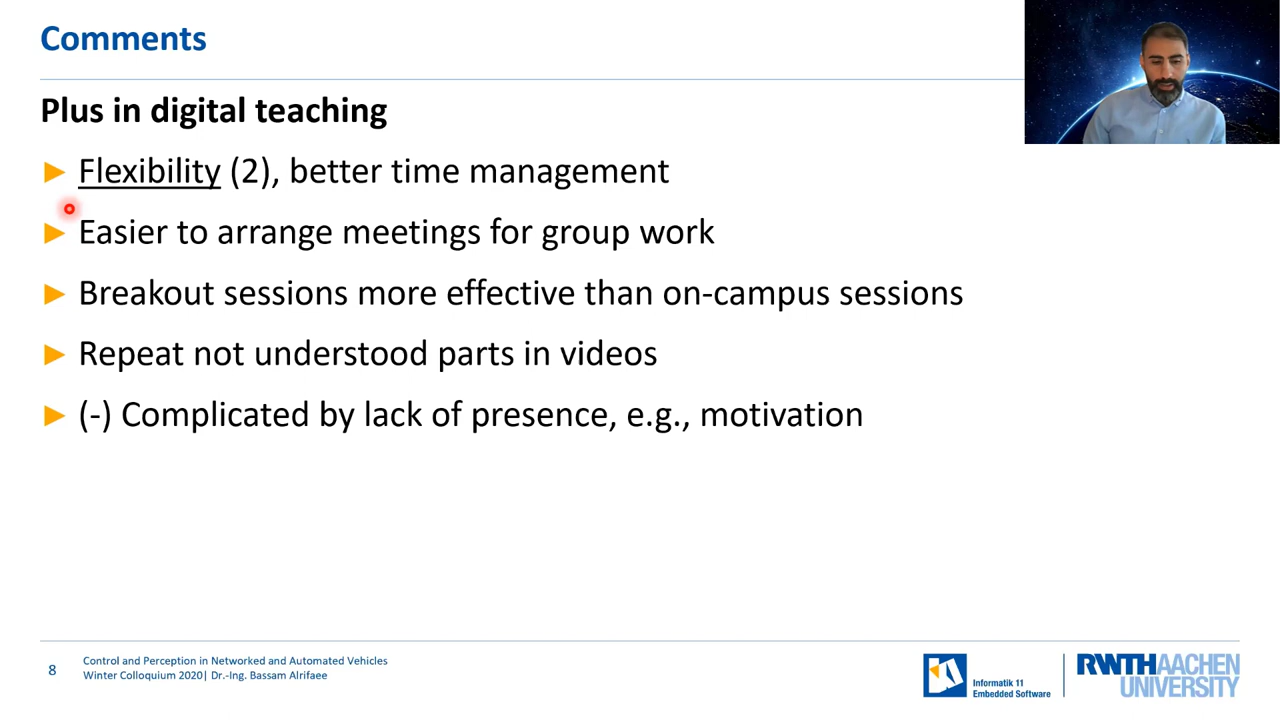 Comments
Plus in digital teaching
► Flexibility (2), better time management
► Easier to arrange meetings for group work
► Breakout sessions more effective than on-campus sessions
► Repeat not understood parts in videos
► (-) Complicated by lack of presence, e.g., motivation
8
Control and Perception in Networked and Automated Vehicles
Winter Colloquium 2020| Dr.-Ing. Bassam Alrifaee
Informatik 11
Embedded Software
RWTHAACHEN
UNIVERSITY